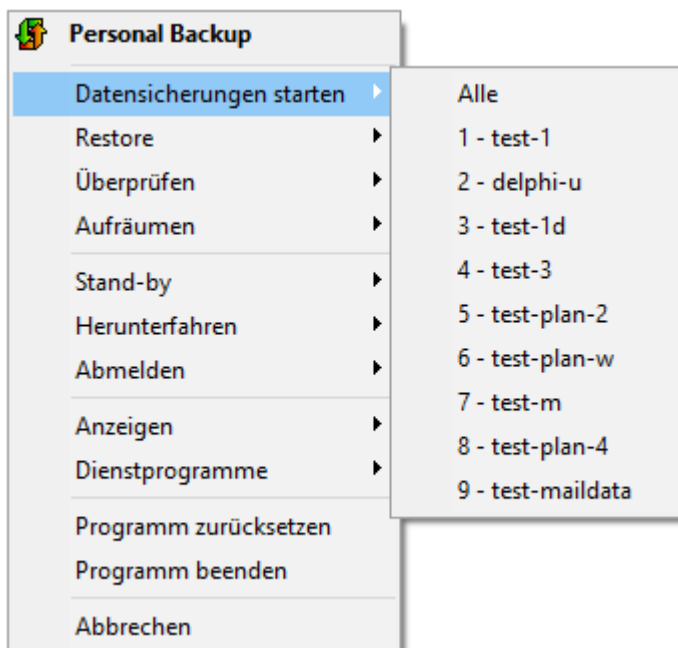 Personal Backup
Datensicherungen starten
Restore
Überprüfen
Aufräumen
Stand-by
Herunterfahren
Abmelden
Anzeigen
Dienstprogramme
Programm zurücksetzen
Programm beenden
Abbrechen
Alle
1 - test-1
2 - delphi-u
3 - test-1d
4 - test-3
5 - test-plan-2
6 - test-plan-w
7 - test-m
8 - test-plan-4
9 - test-maildata